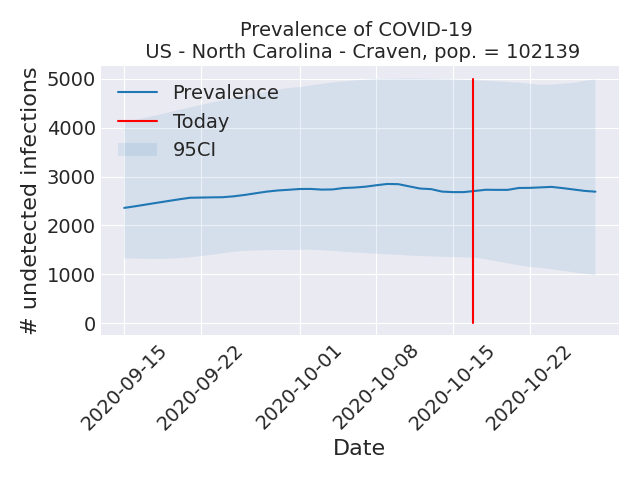 Prevalence of COVID-19
US - North Carolina - Craven, pop. = 102139
# undetected infections
5000
4000
3000
2000
1000
0
Prevalence
Today
95CI
2020-09-15
2020-09-22
2020-10-01
2020-10-08
2020-10-15
2020-10-22
Date